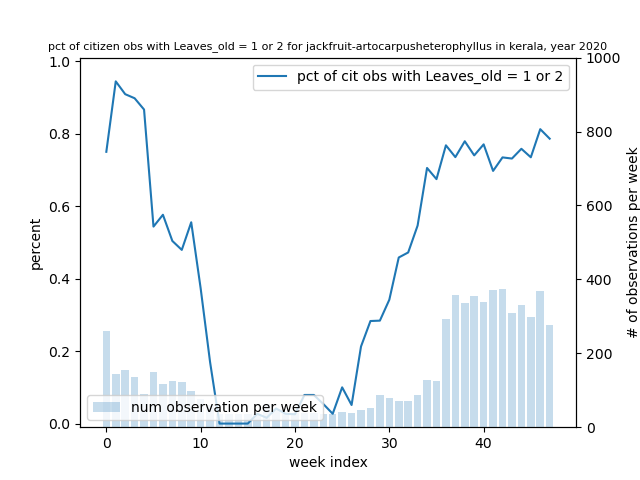 pct of citizen obs with Leaves_old = 1 or 2 for jackfruit-artocarpusheterophyllus in kerala, year 2020
pct of cit obs with Leaves_old = 1 or 2
num observation per week
percent
1.0
0.8
0.6
0.4
0.2
0.0
0
10
20
30
40
week index
1000
800
600
400
200
0
# of observations per week